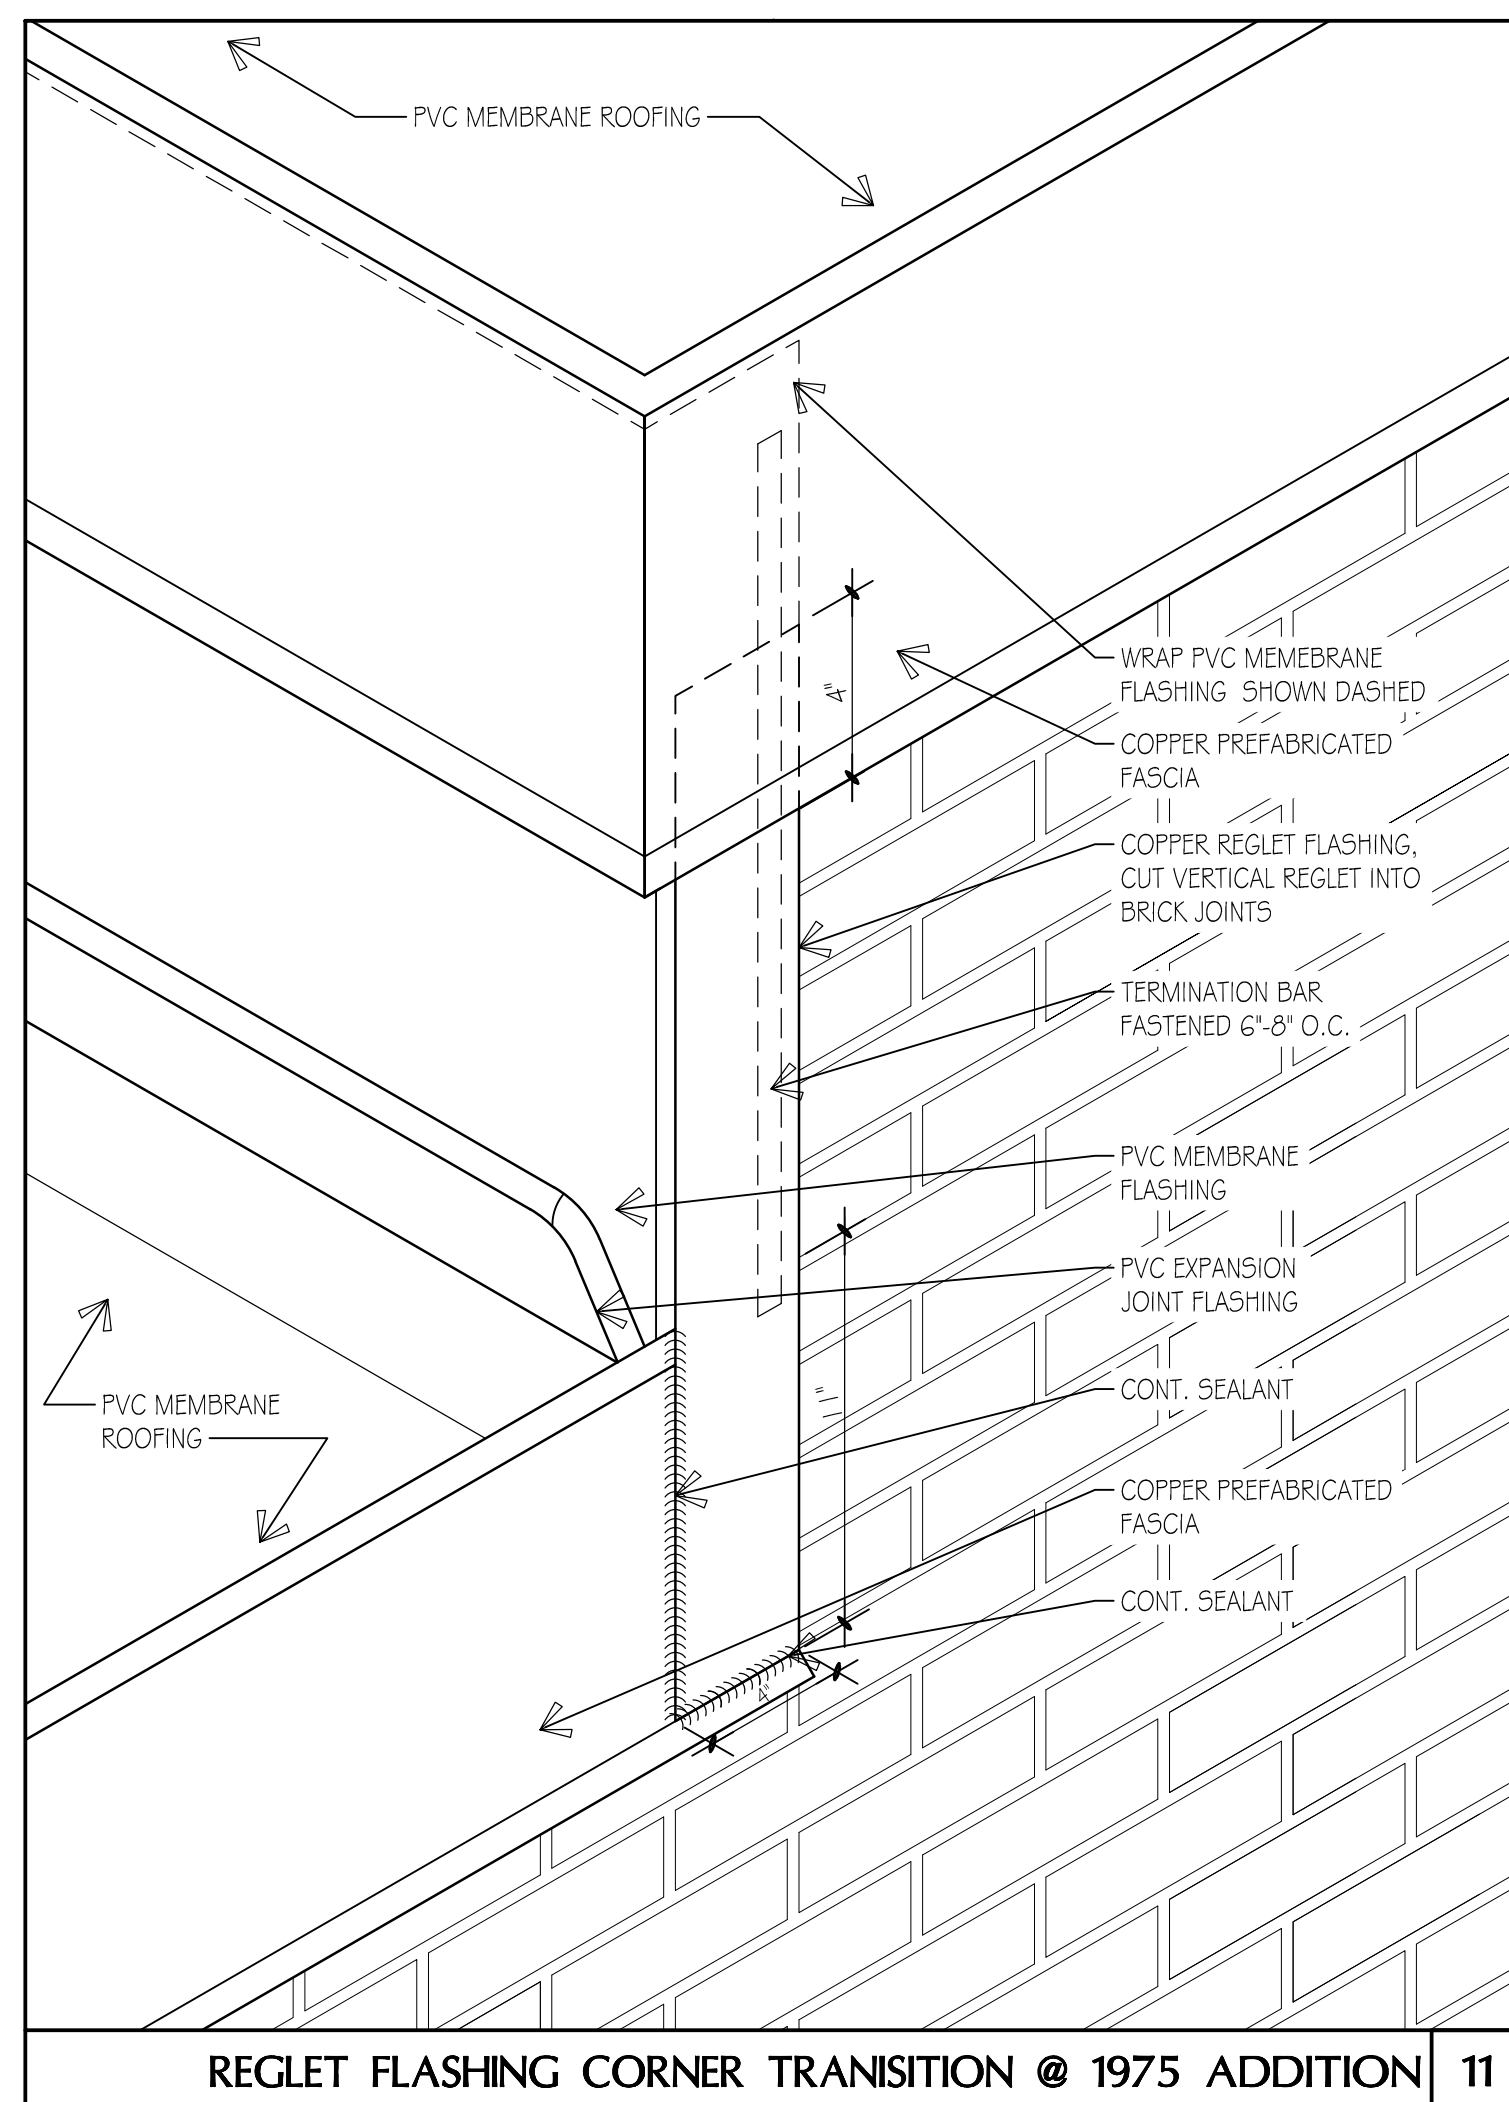 PVC MEMBRANE ROOFING
WRAP PVC MEMEBRANE
FLASHING SHOWN DASHED
4"
COPPER PREFABRICATED
FASCIA
COPPER REGLET FLASHING,
CUT VERTICAL REGLET INTO
BRICK JOINTS
TERMINATION BAR
FASTENED 6"-8" O.C.
PVC MEMBRANE
FLASHING
PVC EXPANSION
JOINT FLASHING
PVC MEMBRANE
ROOFING
11"
CONT. SEALANT
COPPER PREFABRICATED
FASCIA
CONT. SEALANT
4"
REGLET FLASHING CORNER TRANISITION @ 1975 ADDITION
11